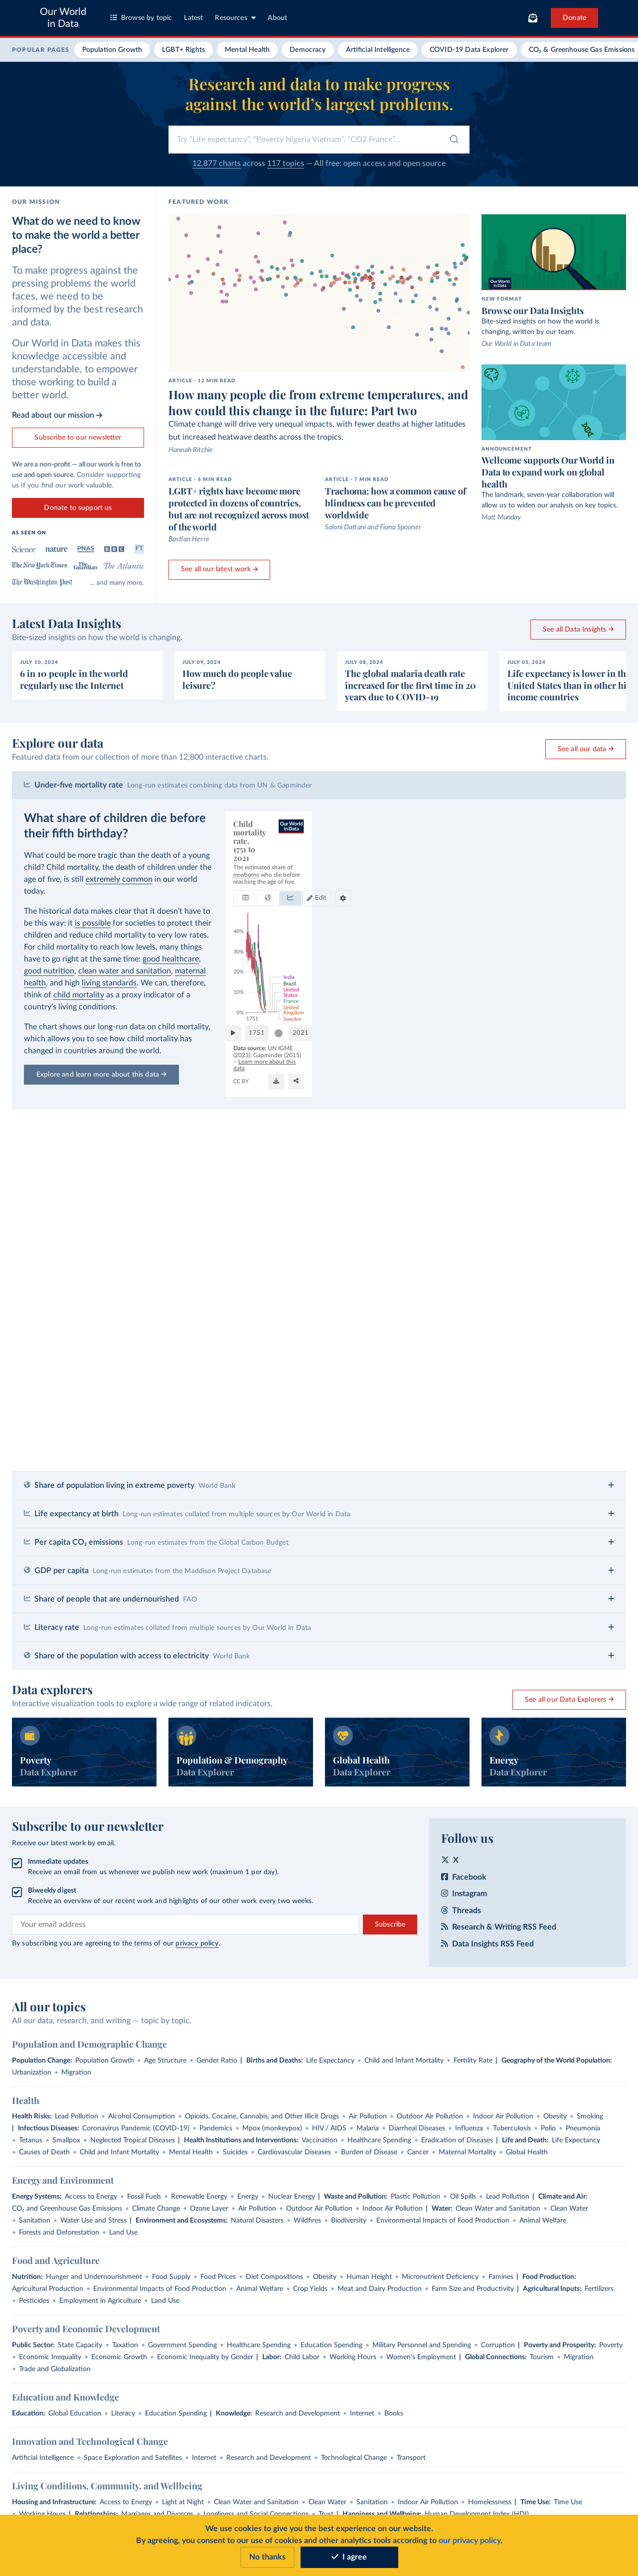 Our World
in Data
Browse by topic
Latest
Resources
About
Donate
POPULAR PAGES
Population Growth
LGBT+ Rights
Mental Health
Democracy
Artificial Intelligence
COVID-19 Data Explorer
CO₂ & Greenhouse Gas Emissions
Research and data to make progress
against the world's largest problems.
Try "Life expectancy", "Poverty Nigeria Vietnam", "CO2 France"...
12,877 charts across 117 topics — All free: open access and open source
OUR MISSION
What do we need to know
to make the world a better
place?
To make progress against the
pressing problems the world
faces, we need to be
informed by the best research
and data.
Our World in Data makes this
knowledge accessible and
understandable, to empower
those working to build a
better world.
Read about our mission →
Subscribe to our newsletter
We are a non-profit — all our work is free to
use and open source. Consider supporting
us if you find our work valuable.
Donate to support us
AS SEEN ON
Science
nature
PNAS
BBC
FT
The New York Times
The Guardian
The Atlantic
The Washington Post
... and many more.
FEATURED WORK
ARTICLE - 12 MIN READ
How many people die from extreme temperatures, and
how could this change in the future: Part two
Climate change will drive very unequal impacts, with fewer deaths at higher latitudes
but increased heatwave deaths across the tropics.
Hannah Ritchie
ARTICLE - 6 MIN READ
LGBT+ rights have become more
protected in dozens of countries,
but are not recognized across most
of the world
Bastian Herre
ARTICLE - 7 MIN READ
Trachoma: how a common cause of
blindness can be prevented
worldwide
Saloni Dattani and Fiona Spooner
See all our latest work →
Our World
in Data
NEW FORMAT
Browse our Data Insights
Bite-sized insights on how the world is
changing, written by our team.
Our World in Data team
ANNOUNCEMENT
Wellcome supports Our World in
Data to expand work on global
health
The landmark, seven-year collaboration will
allow us to widen our analysis on key topics.
Matt Munday
Latest Data Insights
Bite-sized insights on how the world is changing.
See all Data Insights →
JULY 10, 2024
6 in 10 people in the world
regularly use the Internet
JULY 09, 2024
How much do people value
leisure?
JULY 08, 2024
The global malaria death rate
increased for the first time in 20
years due to COVID-19
JULY 03, 2024
Life expectancy is lower in th
United States than in other hi
income countries
Explore our data
Featured data from our collection of more than 12,800 interactive charts.
See all our data →
Under-five mortality rate Long-run estimates combining data from UN & Gapminder
What share of children die before
their fifth birthday?
What could be more tragic than the death of a young
child? Child mortality, the death of children under the
age of five, is still extremely common in our world
today.
The historical data makes clear that it doesn't have to
be this way: it is possible for societies to protect their
children and reduce child mortality to very low rates.
For child mortality to reach low levels, many things
have to go right at the same time: good healthcare,
good nutrition, clean water and sanitation, maternal
health, and high living standards. We can, therefore,
think of child mortality as a proxy indicator of a
country's living conditions.
The chart shows our long-run data on child mortality,
which allows you to see how child mortality has
changed in countries around the world.
Explore and learn more about this data →
Child
mortality
rate,
1751 to
2021
Our World
in Data
The estimated share of
newborns who die before
reaching the age of five.
Edit
40%
30%
20%
10%
0%
1751
India
Brazil
United
States
France
United
Kingdom
Sweden
1751
2021
Data source: UN IGME
(2023); Gapminder (2015)
– Learn more about this
data
CC BY
Share of population living in extreme poverty World Bank +
Life expectancy at birth Long-run estimates collated from multiple sources by Our World in Data +
Per capita CO₂ emissions Long-run estimates from the Global Carbon Budget +
GDP per capita Long-run estimates from the Maddison Project Database +
Share of people that are undernourished FAO +
Literacy rate Long-run estimates collated from multiple sources by Our World in Data +
Share of the population with access to electricity World Bank +
Data explorers
Interactive visualization tools to explore a wide range of related indicators.
See all our Data Explorers →
Poverty
Data Explorer
Population & Demography
Data Explorer
Global Health
Data Explorer
Energy
Data Explorer
Subscribe to our newsletter
Receive our latest work by email.
Immediate updates
Receive an email from us whenever we publish new work (maximum 1 per day).
Biweekly digest
Receive an overview of our recent work and highlights of our other work every two weeks.
Your email address
Subscribe
By subscribing you are agreeing to the terms of our privacy policy.
Follow us
X
Facebook
Instagram
Threads
Research & Writing RSS Feed
Data Insights RSS Feed
All our topics
All our data, research, and writing — topic by topic.
Population and Demographic Change
Population Change: Population Growth • Age Structure • Gender Ratio | Births and Deaths: Life Expectancy • Child and Infant Mortality • Fertility Rate | Geography of the World Population:
Urbanization • Migration
Health
Health Risks: Lead Pollution • Alcohol Consumption • Opioids, Cocaine, Cannabis, and Other Illicit Drugs • Air Pollution • Outdoor Air Pollution • Indoor Air Pollution • Obesity • Smoking
| Infectious Diseases: Coronavirus Pandemic (COVID-19) • Pandemics • Mpox (monkeypox) • HIV / AIDS • Malaria • Diarrheal Diseases • Influenza • Tuberculosis • Polio • Pneumonia
• Tetanus • Smallpox • Neglected Tropical Diseases | Health Institutions and Interventions: Vaccination • Healthcare Spending • Eradication of Diseases | Life and Death: Life Expectancy
• Causes of Death • Child and Infant Mortality • Mental Health • Suicides • Cardiovascular Diseases • Burden of Disease • Cancer • Maternal Mortality • Global Health
Energy and Environment
Energy Systems: Access to Energy • Fossil Fuels • Renewable Energy • Energy • Nuclear Energy | Waste and Pollution: Plastic Pollution • Oil Spills • Lead Pollution | Climate and Air:
CO₂ and Greenhouse Gas Emissions • Climate Change • Ozone Layer • Air Pollution • Outdoor Air Pollution • Indoor Air Pollution | Water: Clean Water and Sanitation • Clean Water
• Sanitation • Water Use and Stress | Environment and Ecosystems: Natural Disasters • Wildfires • Biodiversity • Environmental Impacts of Food Production • Animal Welfare
• Forests and Deforestation • Land Use
Food and Agriculture
Nutrition: Hunger and Undernourishment • Food Supply • Food Prices • Diet Compositions • Obesity • Human Height • Micronutrient Deficiency • Famines | Food Production:
Agricultural Production • Environmental Impacts of Food Production • Animal Welfare • Crop Yields • Meat and Dairy Production • Farm Size and Productivity | Agricultural Inputs: Fertilizers
• Pesticides • Employment in Agriculture • Land Use
Poverty and Economic Development
Public Sector: State Capacity • Taxation • Government Spending • Healthcare Spending • Education Spending • Military Personnel and Spending • Corruption | Poverty and Prosperity: Poverty
• Economic Inequality • Economic Growth • Economic Inequality by Gender | Labor: Child Labor • Working Hours • Women's Employment | Global Connections: Tourism • Migration
• Trade and Globalization
Education and Knowledge
Education: Global Education • Literacy • Education Spending | Knowledge: Research and Development • Internet • Books
Innovation and Technological Change
Artificial Intelligence • Space Exploration and Satellites • Internet • Research and Development • Technological Change • Transport
Living Conditions, Community, and Wellbeing
Housing and Infrastructure: Access to Energy • Light at Night • Clean Water and Sanitation • Clean Water • Sanitation • Indoor Air Pollution • Homelessness | Time Use: Time Use
• Working Hours | Relationships: Marriages and Divorces • Loneliness and Social Connections • Trust | Happiness and Wellbeing: Human Development Index (HDI)
We use cookies to give you the best experience on our website.
By agreeing, you consent to our use of cookies and other analytics tools according to our privacy policy.
No thanks
I agree